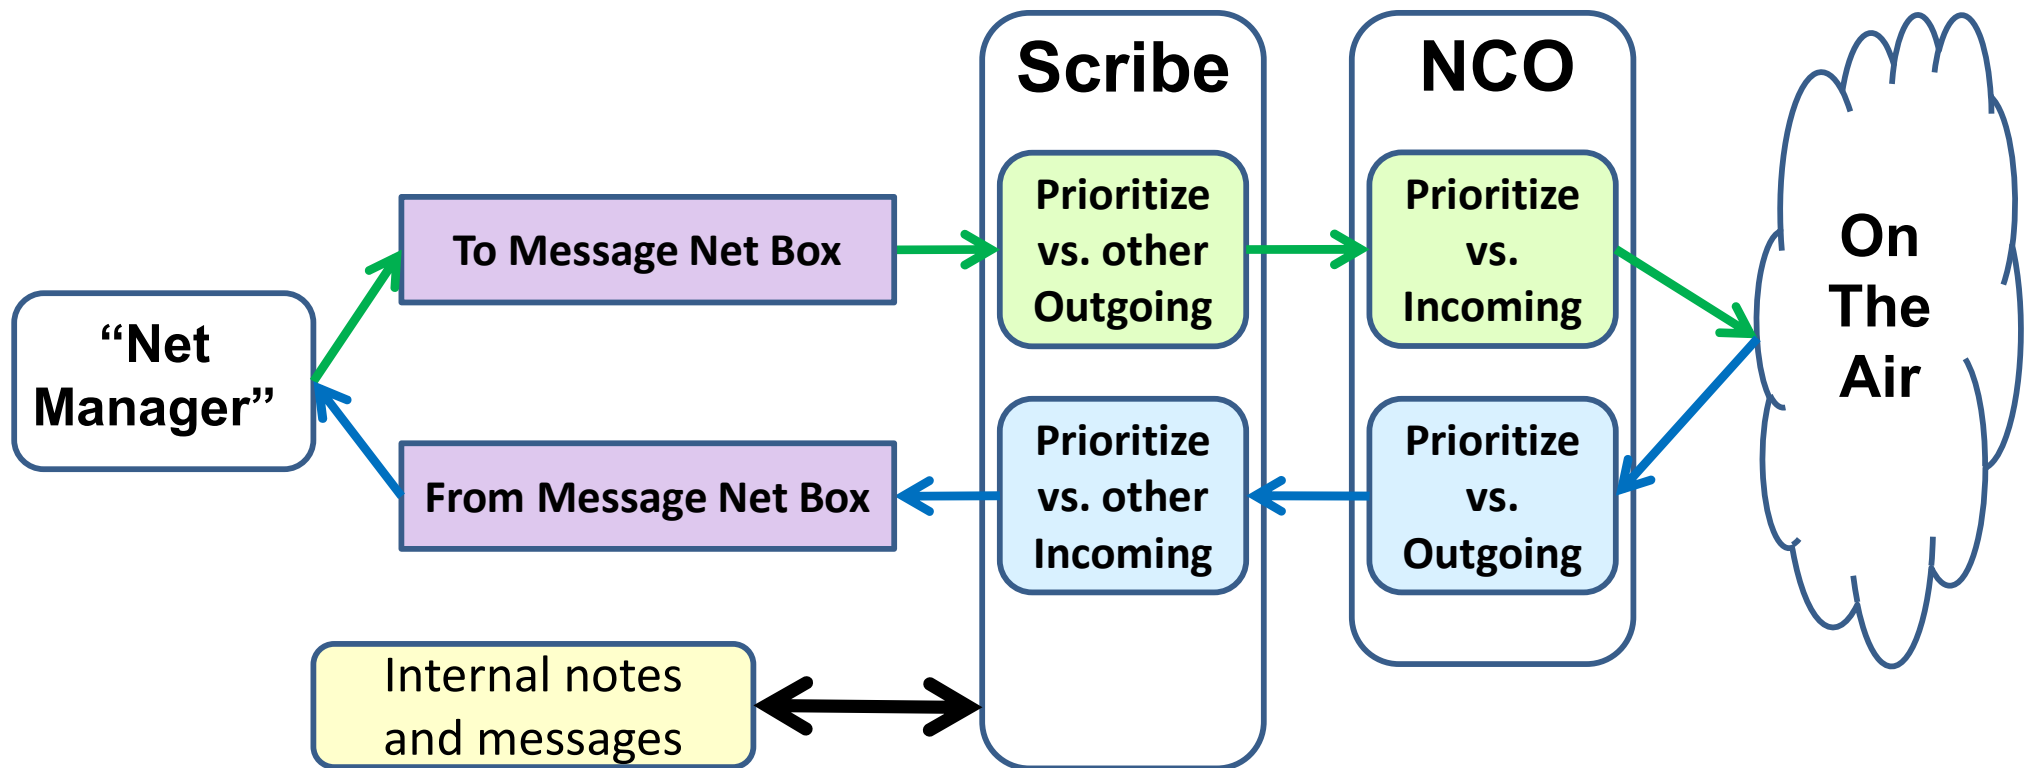 Scribe
NCO
Prioritize
vs. other
Outgoing
Prioritize
vs.
Incoming
To Message Net Box
On
The
Air
“Net
Manager”
From Message Net Box
Prioritize
vs. other
Incoming
Prioritize
vs.
Outgoing
Internal notes
and messages